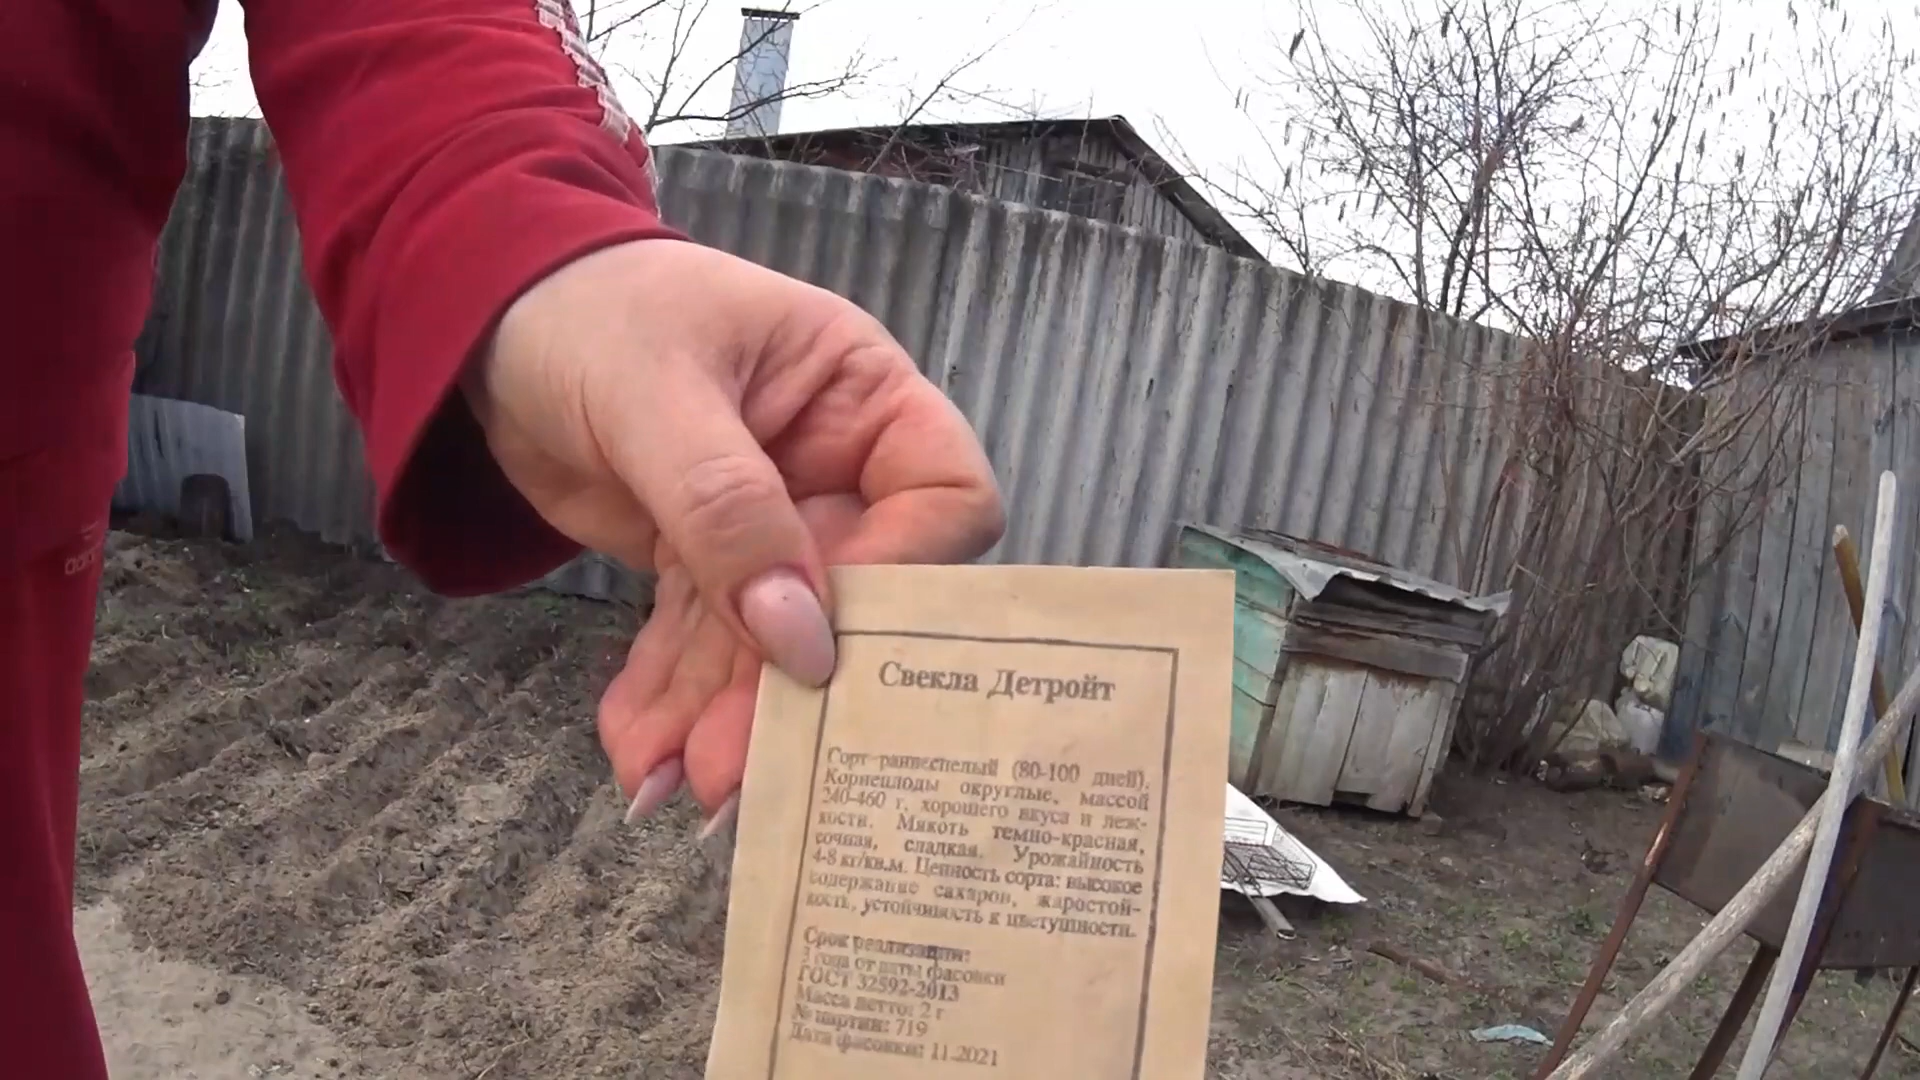 Свекла Детройт
Сорт раннеспелый (80-100 дней).
Корнеплоды округлые, массой
240-460 г, хорошего вкуса и леж-
кости. Мякоть темно-красная,
сочная, сладкая. Урожайность
4-8 кг/кв.м. Ценность сорта: высокое
содержание сахаров, жаростой-
кость, устойчивость к цветушности.
Срок реализации:
3 года от даты фасовки
ГОСТ 32592-2013
Масса нетто: 2 г
№ партии: 719
Дата фасовки: 11.2021